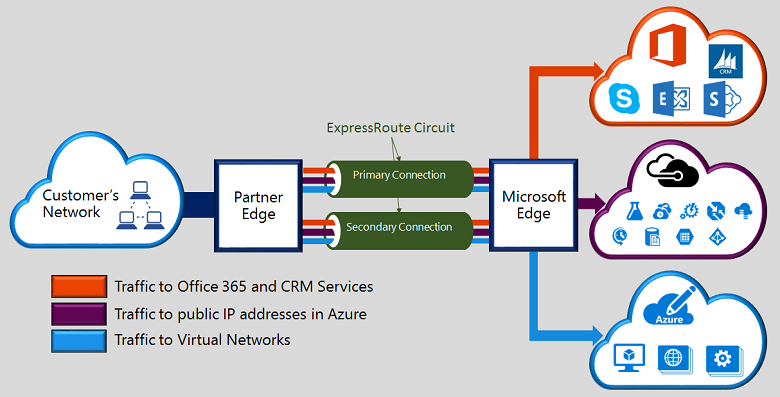 ExpressRoute Circuit
Customer's
Network
Partner
Edge
Primary Connection
Secondary Connection
Microsoft
Edge
CRM
S
E
S
Azure
Traffic to Office 365 and CRM Services
Traffic to public IP addresses in Azure
Traffic to Virtual Networks